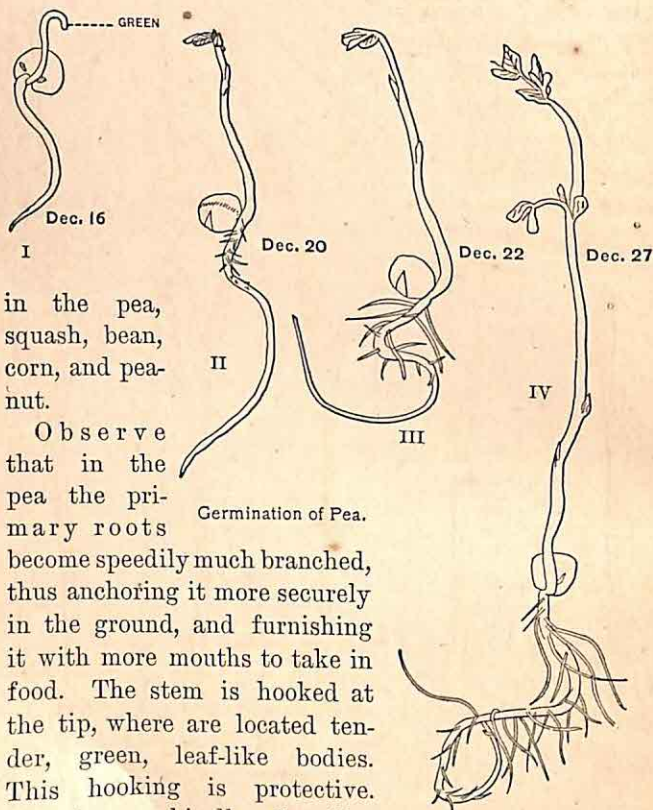 GREEN
Dec. 16
I
Dec. 20
II
Dec. 22
III
Dec. 27
IV
Germination of Pea.
in the pea,
squash, bean,
corn, and pea-
nut.
Observe
that in the
pea the pri-
mary roots
become speedily much branched,
thus anchoring it more securely
in the ground, and furnishing
it with more mouths to take in
food. The stem is hooked at
the tip, where are located ten-
der, green, leaf-like bodies.
This hooking is protective.